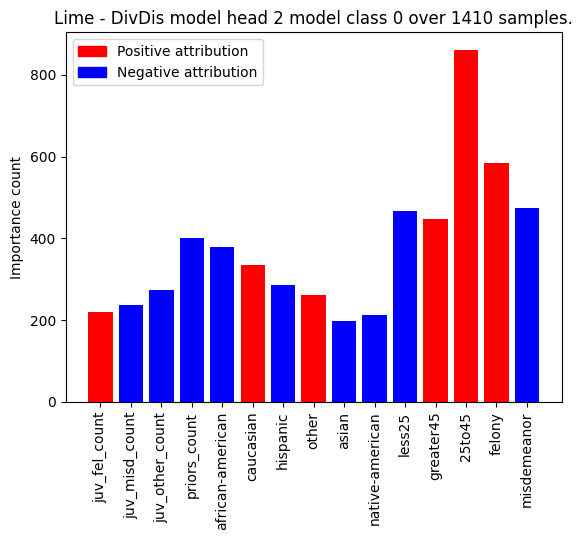 Lime - DivDis model head 2 model class 0 over 1410 samples.
Positive attribution
Negative attribution
Importance count
800
600
400
200
0
juv_fel_count
juv_misd_count
juv_other_count
priors_count
african-american
caucasian
hispanic
other
asian
native-american
less25
greater45
25to45
felony
misdemeanor